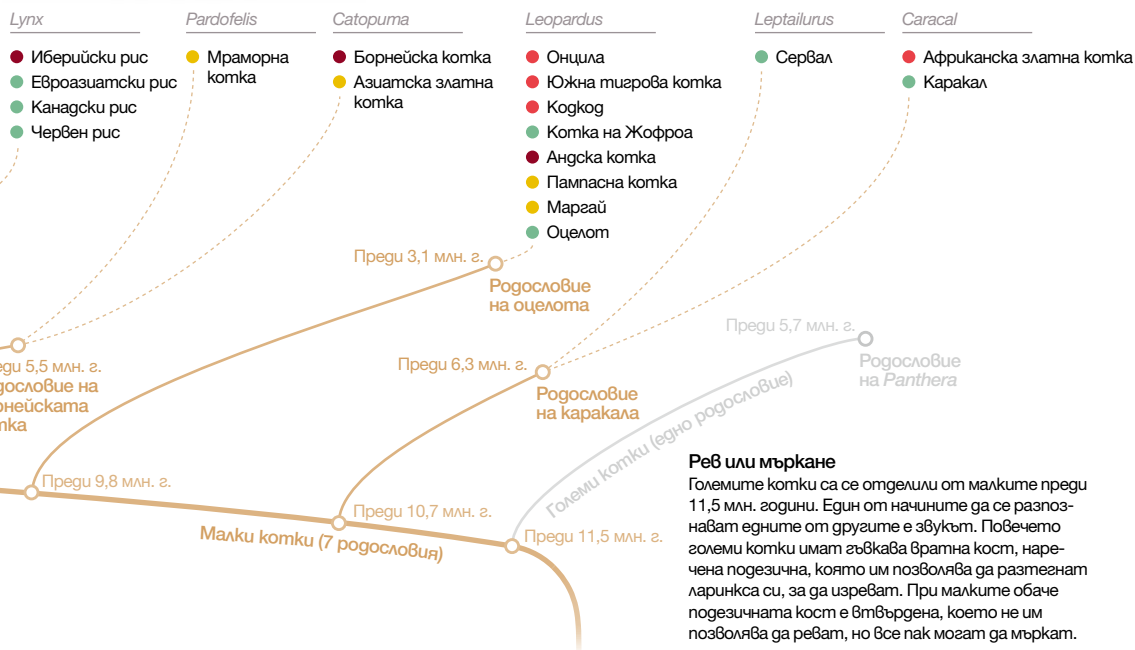 Lynx
Иберийски рис
Евроазиатски рис
Канадски рис
Червен рис
Pardofelis
Мраморна
котка
Catopuma
Борнейска котка
Азиатска златна
котка
Leopardus
Онцила
Южна тигрова котка
Кодкод
Котка на Жофроа
Андска котка
Пампасна котка
Маргай
Оцелот
Leptailurus
Сервал
Caracal
Африканска златна котка
Каракал
Преди 3,1 млн. г.
Родословие
на оцелота
5,5 млн. г.
на
Преди 6,3 млн. г.
Родословие
на каракала
Преди 5,7 млн. г.
Родословие
на Panthera
Големи котки (едно родословие)
Преди 9,8 млн. г.
Преди 10,7 млн. г.
Малки котки (7 родословия)
Преди 11,5 млн. г.
Рев или мъркане
Големите котки са се отделили от малките преди
11,5 млн. години. Един от начините да се разпоз-
нават едните от другите е звукът. Повечето
големи котки имат гъвкава вратна кост, наре-
чена подезична, която им позволява да разтегнат
ларинкса си, за да изреват. При малките обаче
подезичната кост е втвърдена, което не им
позволява да реват, но все пак могат да мъркат.